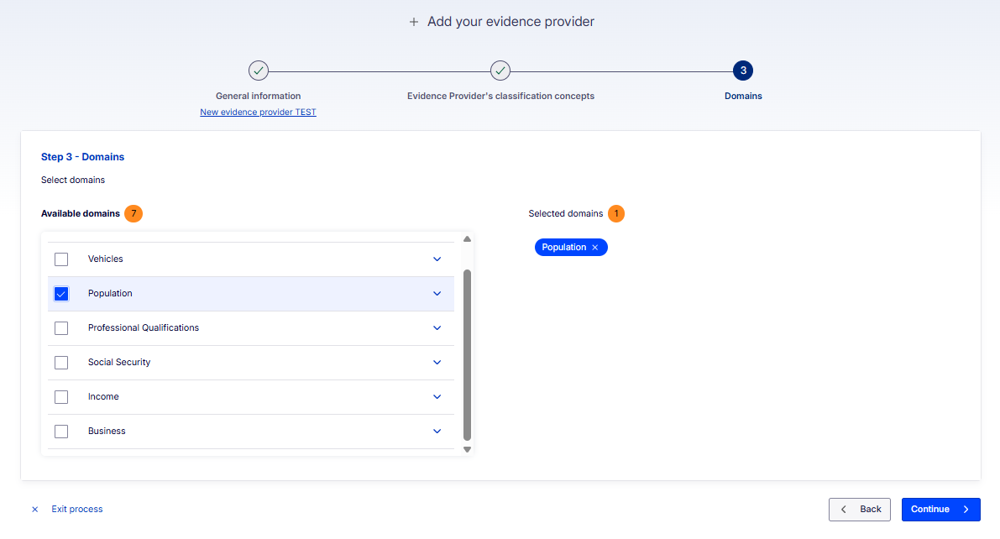 Add your evidence provider
3
General information
Evidence Provider's classification concepts
Domains
New evidence provider TEST
Step 3 - Domains
Select domains
Available domains 7
Selected domains 1
Population
Vehicles
Population
Professional Qualifications
Social Security
Income
Business
Exit process
Back
Continue